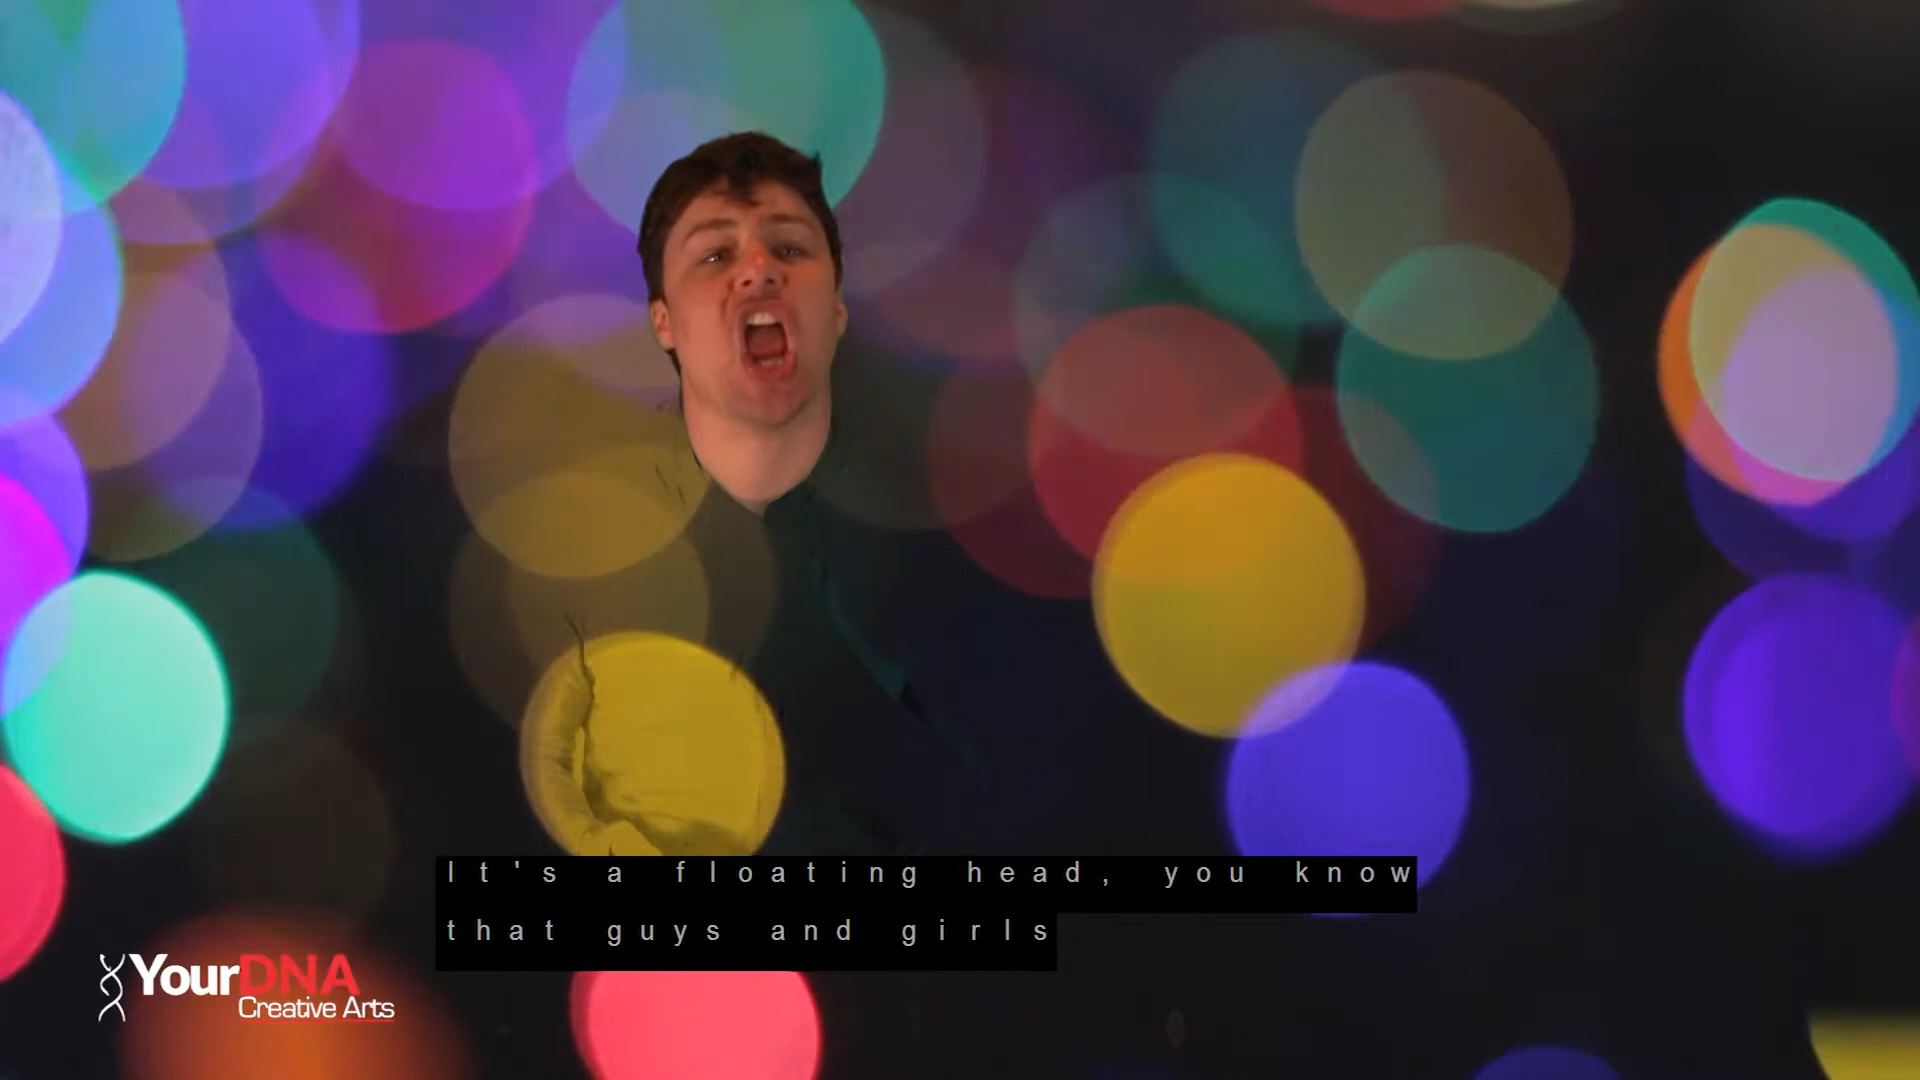 It's a floating head, you know
that guys and girls
YourDNA
Creative Arts